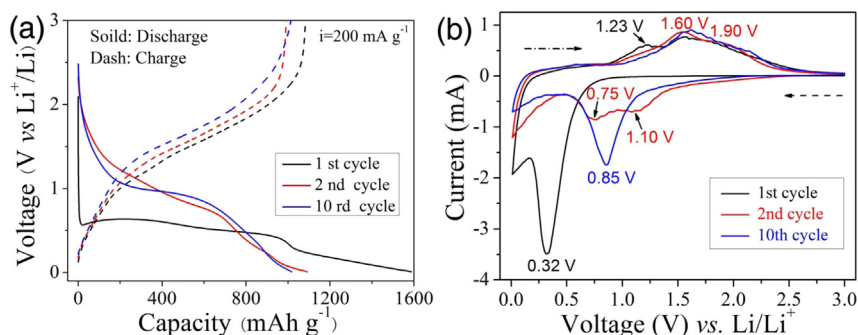 (a)
Soild: Discharge
Dash: Charge
i=200 mA g⁻¹
1 st cycle
2 nd cycle
10 rd cycle
Voltage (V vs Li⁺/Li)
3
2
1
0
0 400 800 1200 1600
Capacity (mAh g⁻¹)
(b)
1.23 V
1.60 V
1.90 V
0.75 V
1.10 V
0.85 V
0.32 V
1st cycle
2nd cycle
10th cycle
Current (mA)
1
0
-1
-2
-3
-4
0.0 0.5 1.0 1.5 2.0 2.5 3.0
Voltage (V) vs. Li/Li⁺